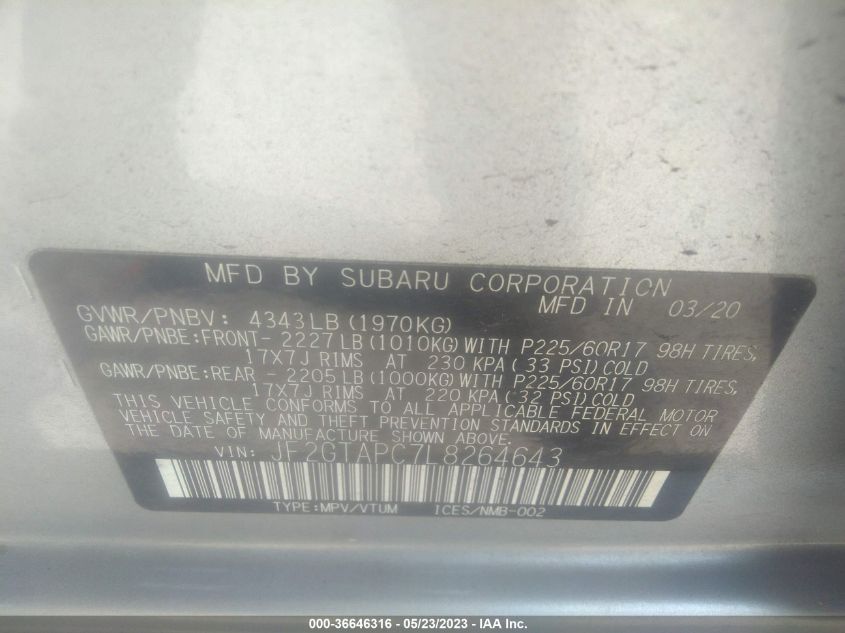 MFD BY SUBARU CORPORATION
MFD IN 03/20
GVWR/PNBV: 4343LB (1970KG)
GAWR/PNBE:FRONT- 2227LB (1010KG) WITH P225/60R17 98H TIRES,
17X7J RIMS AT 230 KPA( 33 PSI) COLD
GAWR/PNBE:REAR - 2205LB (1000KG) WITH P225/60R17 98H TIRES,
17X7J RIMS AT 220 KPA( 32 PSI) COLD
THIS VEHICLE CONFORMS TO ALL APPLICABLE FEDERAL MOTOR
VEHICLE SAFETY AND THEFT PREVENTION STANDARDS IN EFFECT ON
THE DATE OF MANUFACTURE SHOWN ABOVE.
VIN: JF2GTAPC7L8264643
TYPE:MPV/VTUM ICES/NMB-002
000-36646316 - 05/23/2023 - IAA Inc.